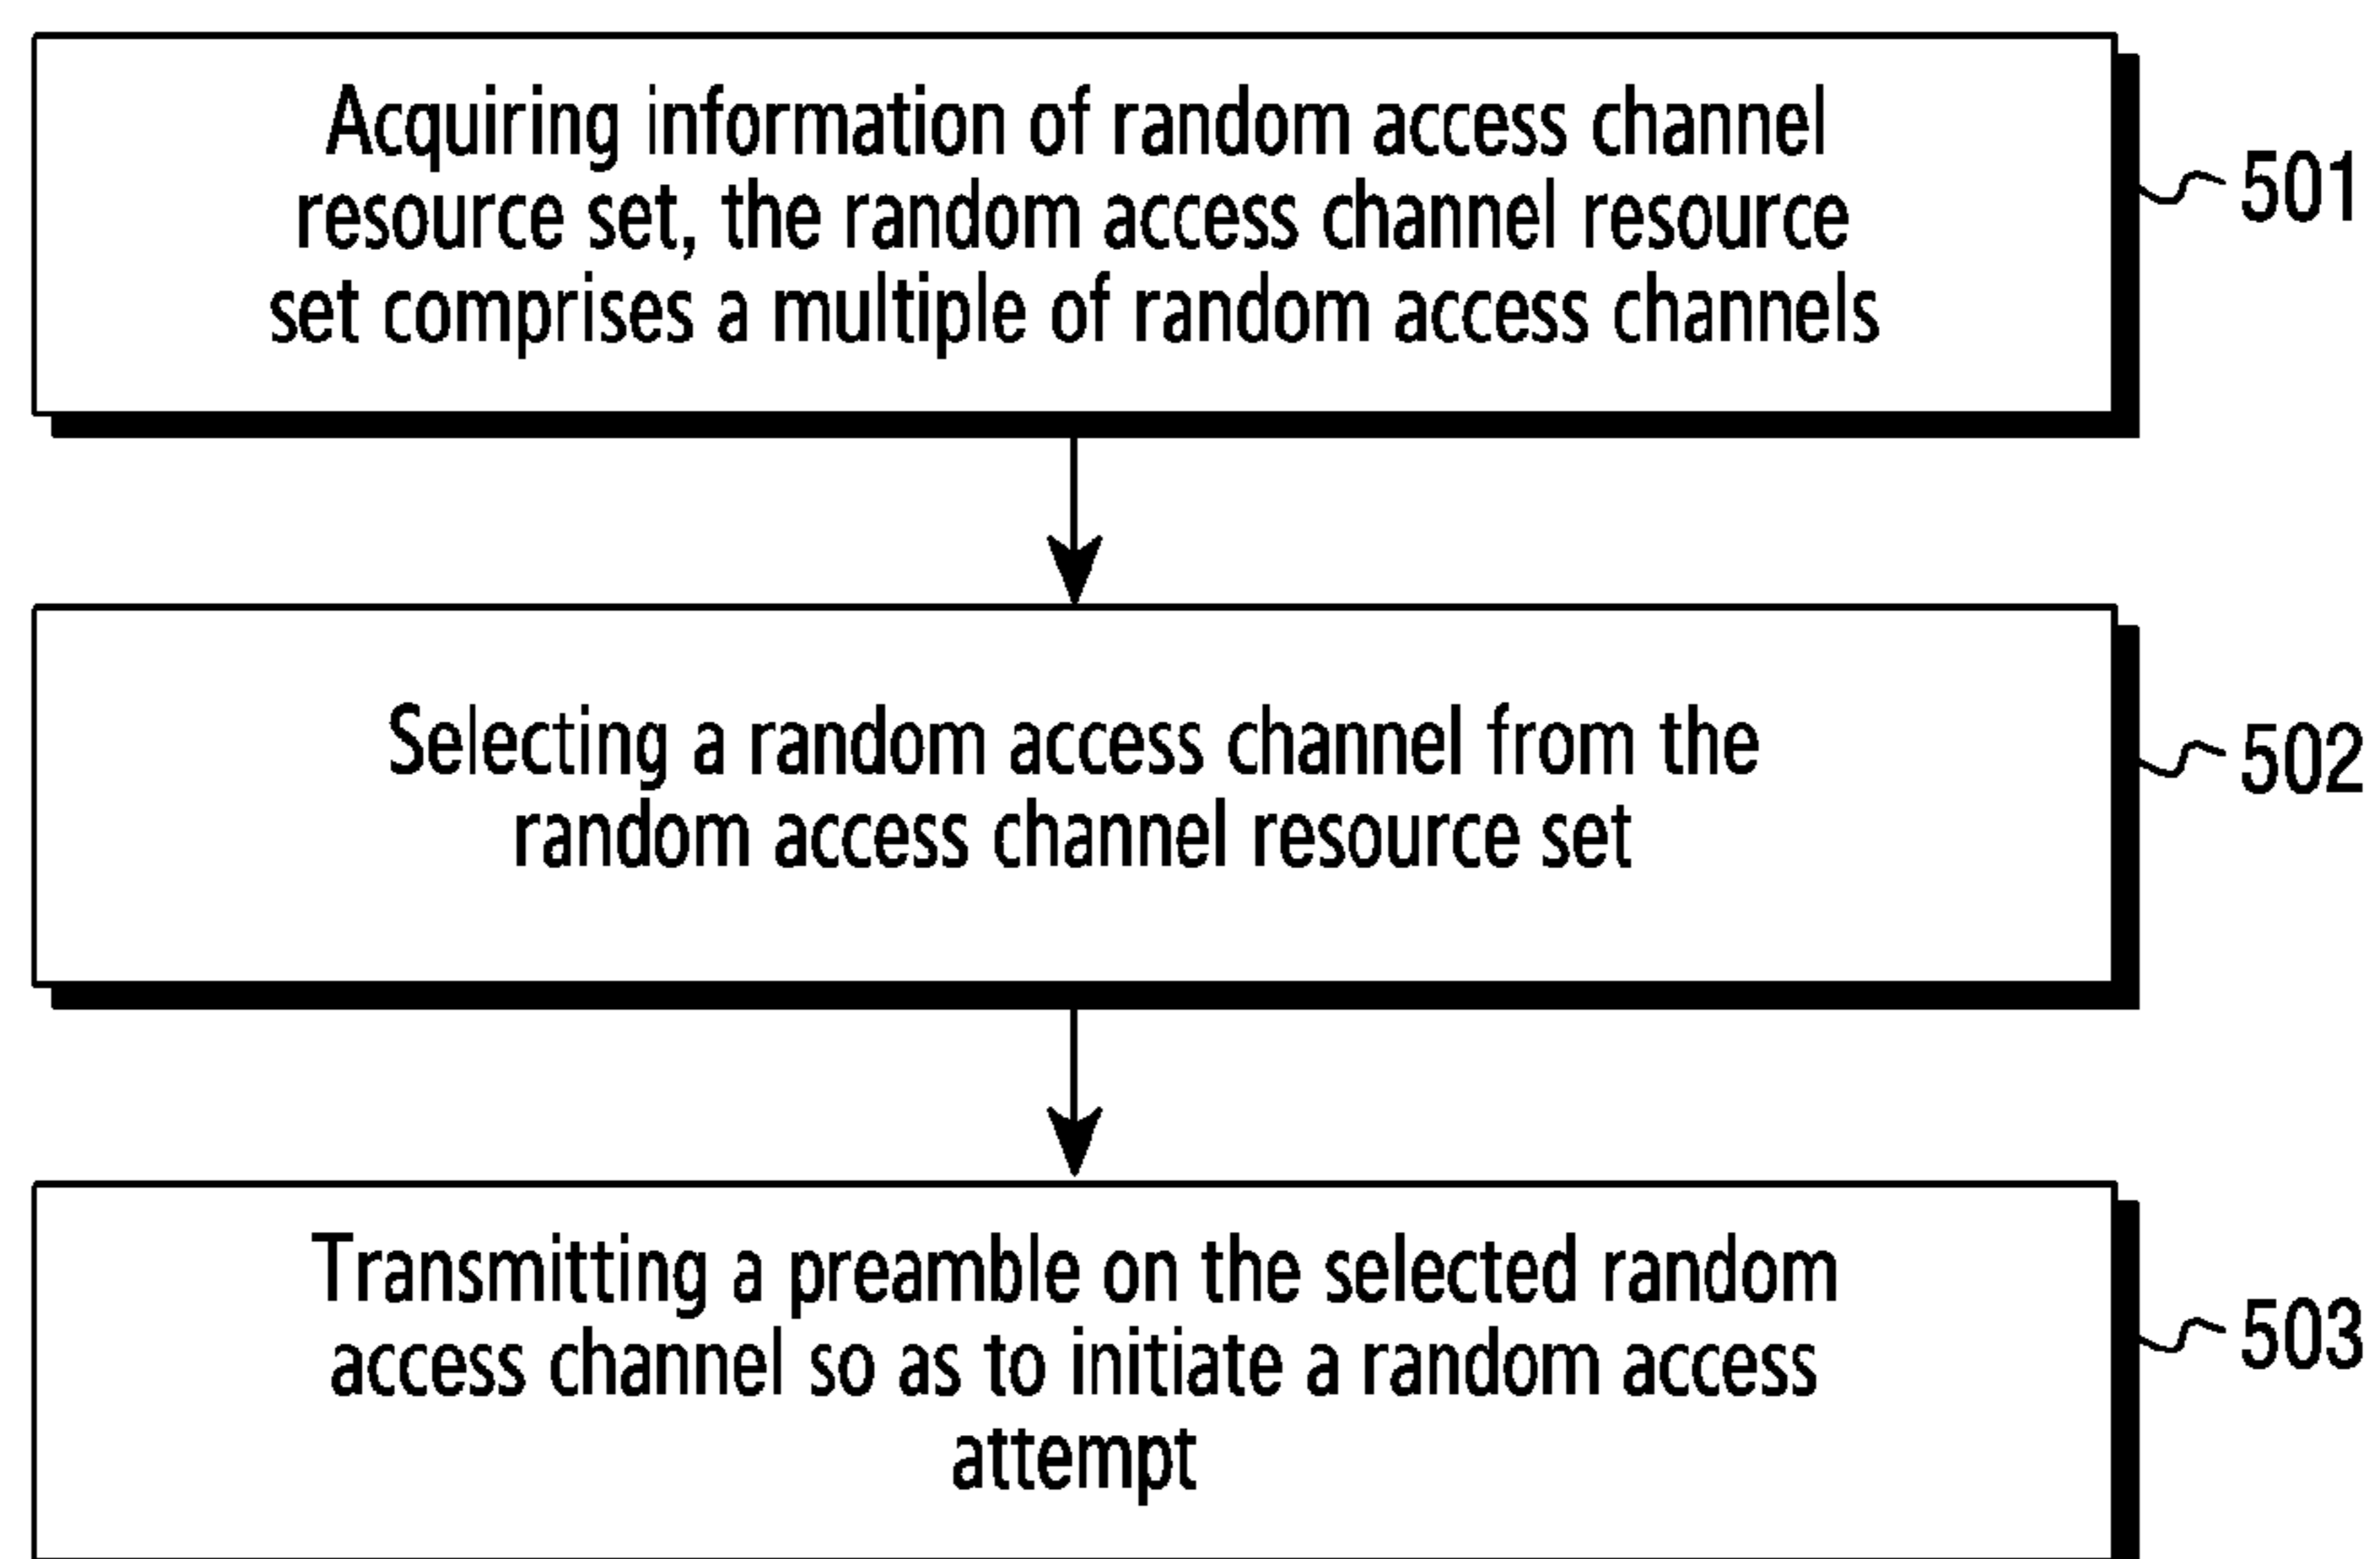 Acquiring information of random access channel
resource set, the random access channel resource
set comprises a multiple of random access channels
501
Selecting a random access channel from the
random access channel resource set
502
Transmitting a preamble on the selected random
access channel so as to initiate a random access
attempt
503